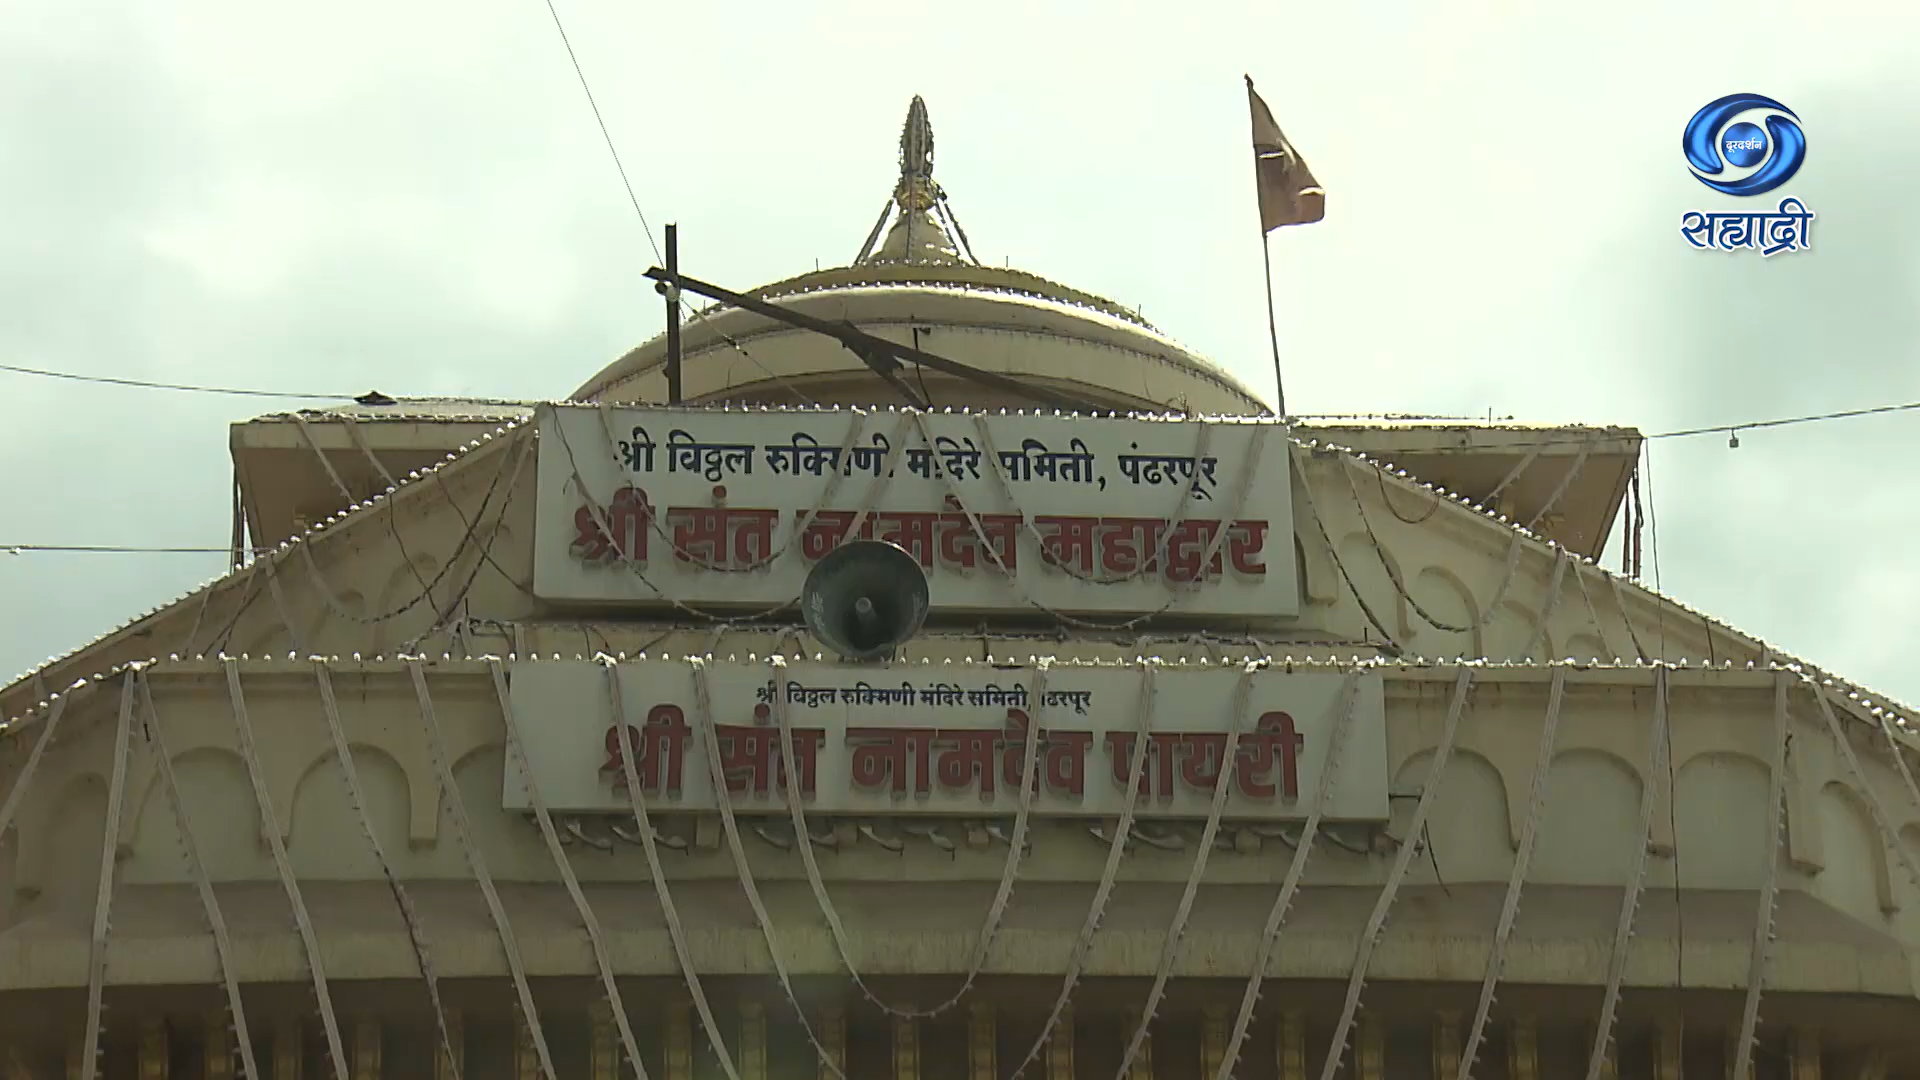 दूरदर्शन
सह्याद्री
श्री विठ्ठल रुक्मिणी मंदिरे समिती, पंढरपूर
श्री संत नामदेव महाद्वार
श्री विठ्ठल रुक्मिणी मंदिरे समिती, पंढरपूर
श्री संत नामदेव पायरी